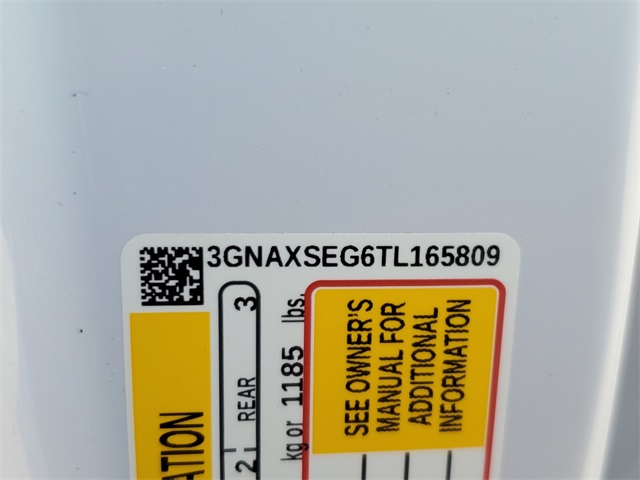 3GNAXSEG6TL165809
ATION
2
REAR
3
kg or 1185 lbs.
SEE OWNER'S
MANUAL FOR
ADDITIONAL
INFORMATION